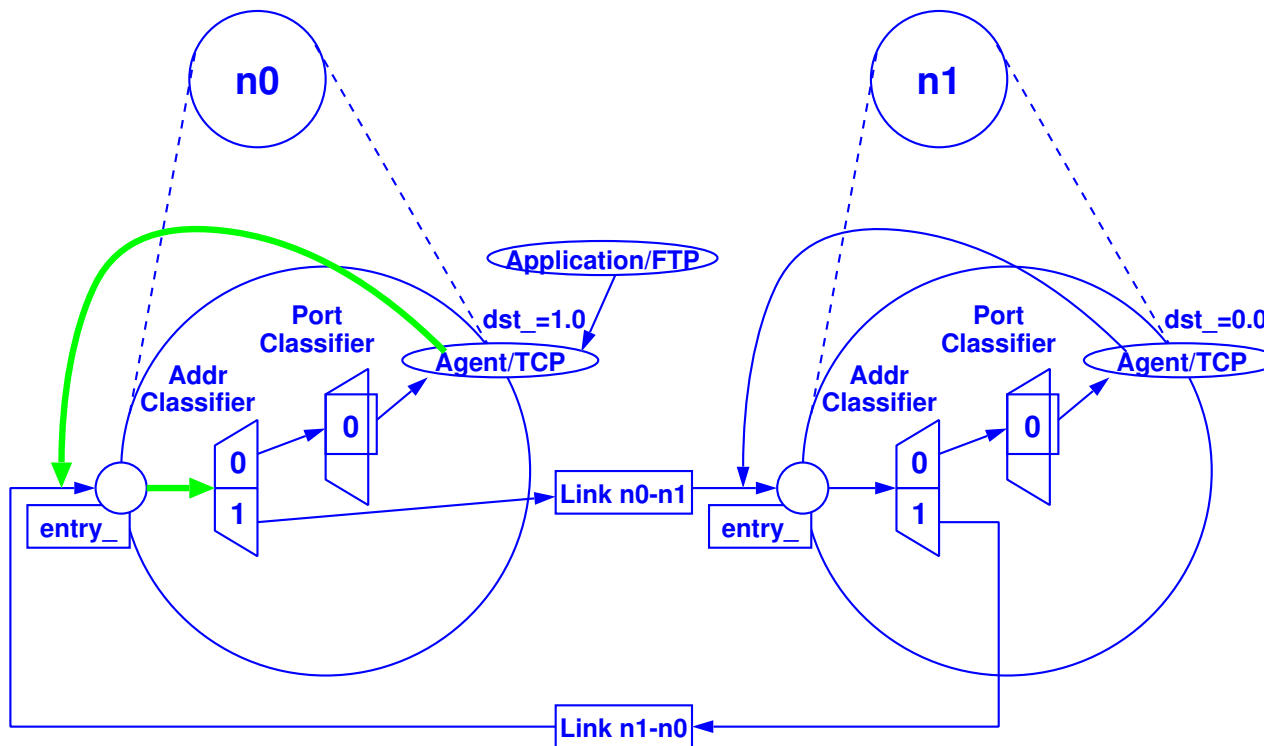 n0
n1
Application/FTP
dst_=1.0
Port
Classifier
Agent/TCP
Addr
Classifier
0
0
1
entry_
Link n0-n1
dst_=0.0
Port
Classifier
Agent/TCP
Addr
Classifier
0
0
1
entry_
Link n1-n0